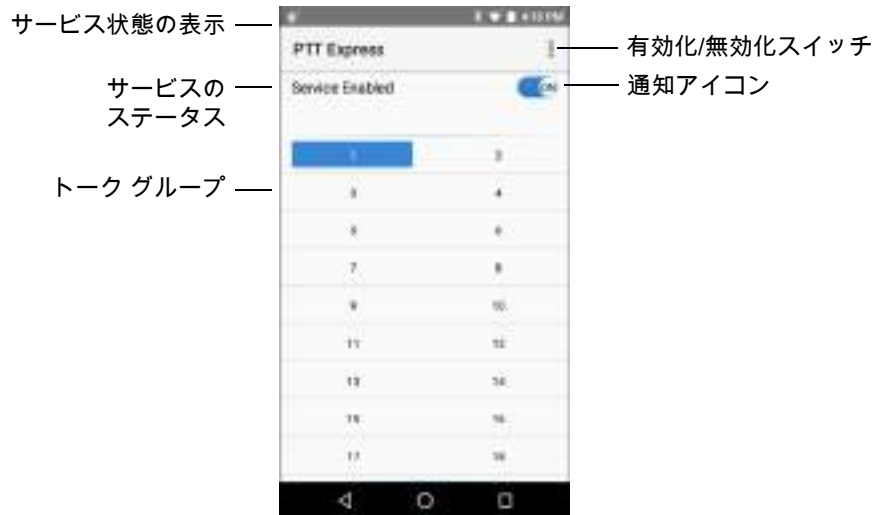 サービス状態の表示
サービスの
ステータス
トーク グループ
4:10 PM
PTT Express
Service Enabled
ON
1 2
3 4
5 6
7 8
9 10
11 12
13 14
15 16
17 18
有効化/無効化スイッチ
通知アイコン